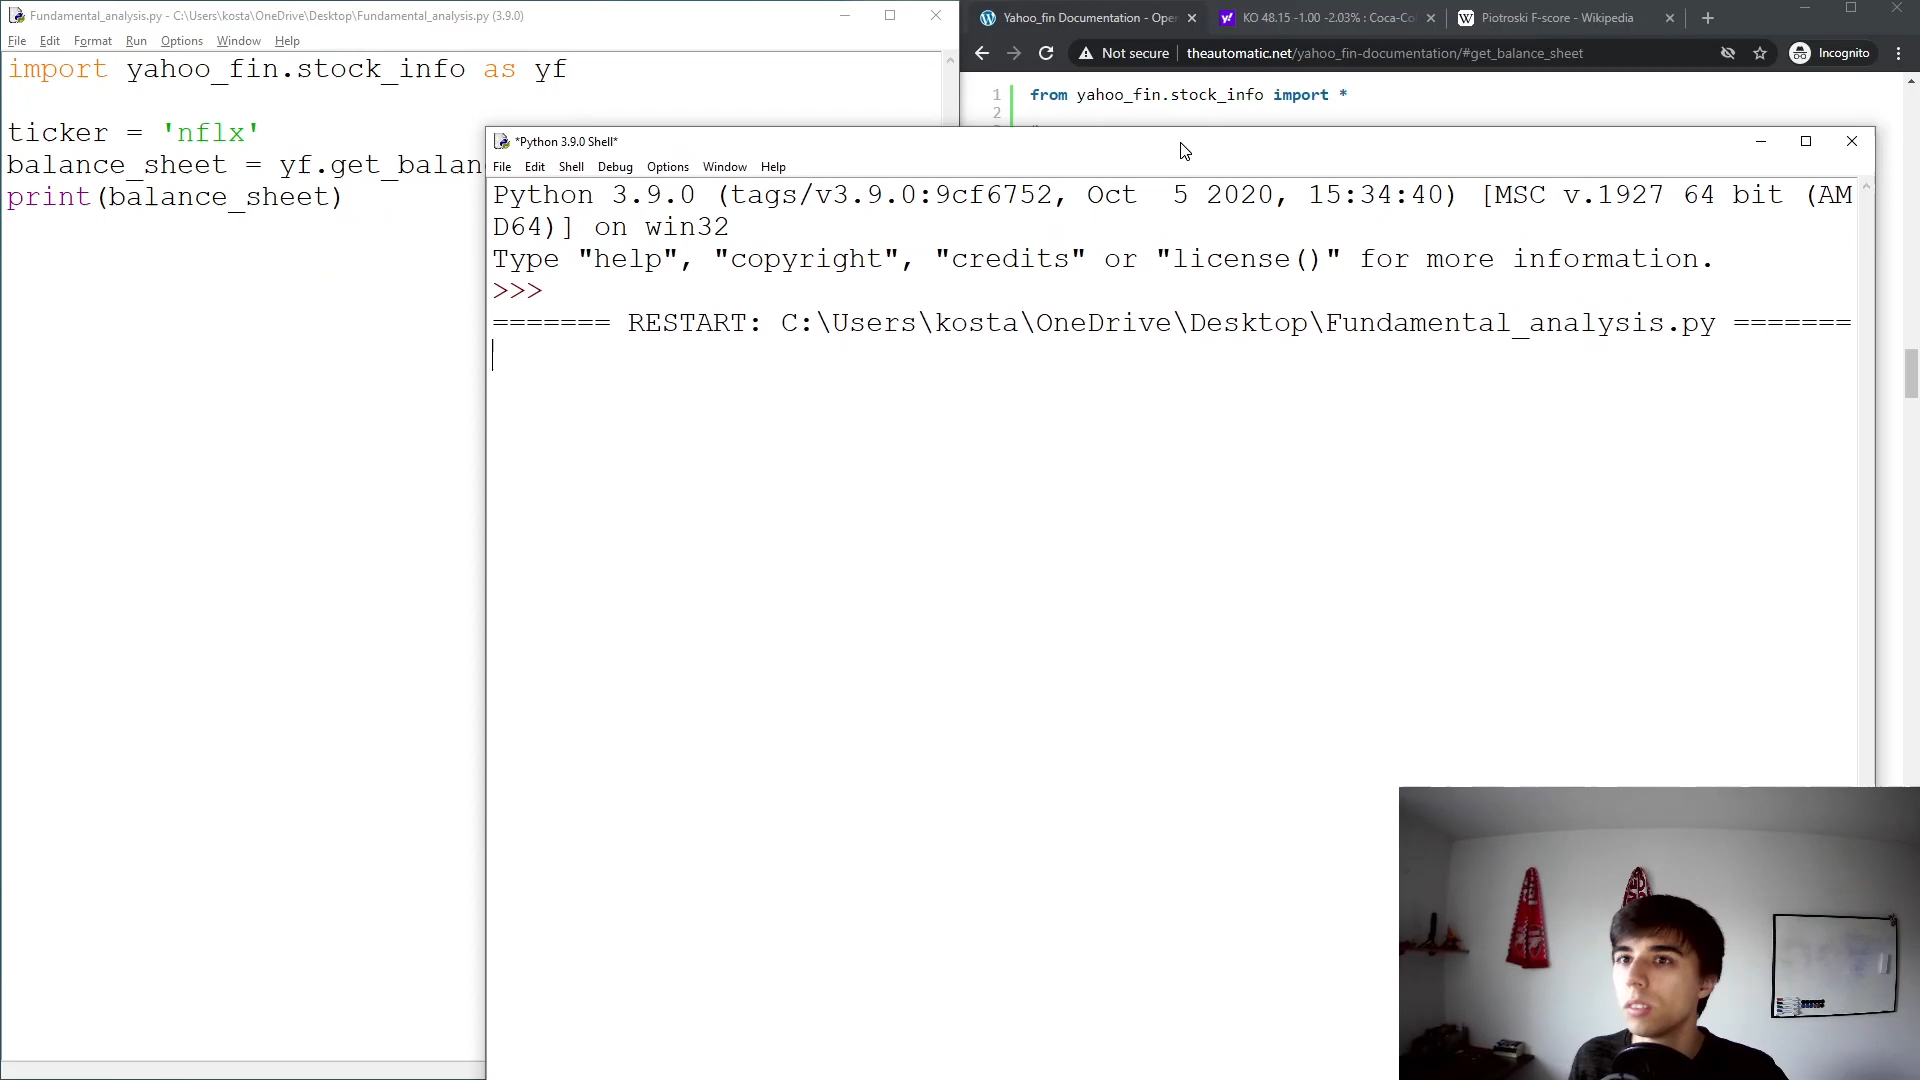 Fundamental_analysis.py - C:\Users\kosta\OneDrive\Desktop\Fundamental_analysis.py (3.9.0)
File Edit Format Run Options Window Help
import yahoo_fin.stock_info as yf
ticker = 'nflx'
balance_sheet = yf.get_balan
print(balance_sheet)
Yahoo_fin Documentation - Ope
KO 48.15 -1.00 -2.03% : Coca-Co
Piotroski F-score - Wikipedia
Not secure theautomatic.net/yahoo_fin-documentation/#get_balance_sheet
Incognito
1 from yahoo_fin.stock_info import *
2
*Python 3.9.0 Shell*
File Edit Shell Debug Options Window Help
Python 3.9.0 (tags/v3.9.0:9cf6752, Oct  5 2020, 15:34:40) [MSC v.1927 64 bit (AM
D64)] on win32
Type "help", "copyright", "credits" or "license()" for more information.
>>>
======= RESTART: C:\Users\kosta\OneDrive\Desktop\Fundamental_analysis.py =======